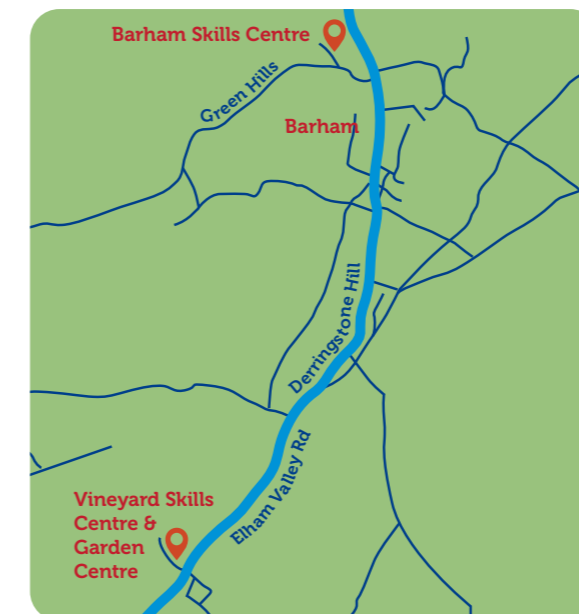 Barham Skills Centre
Green Hills
Barham
Derringstone Hill
Elham Valley Rd
Vineyard Skills
Centre &
Garden
Centre